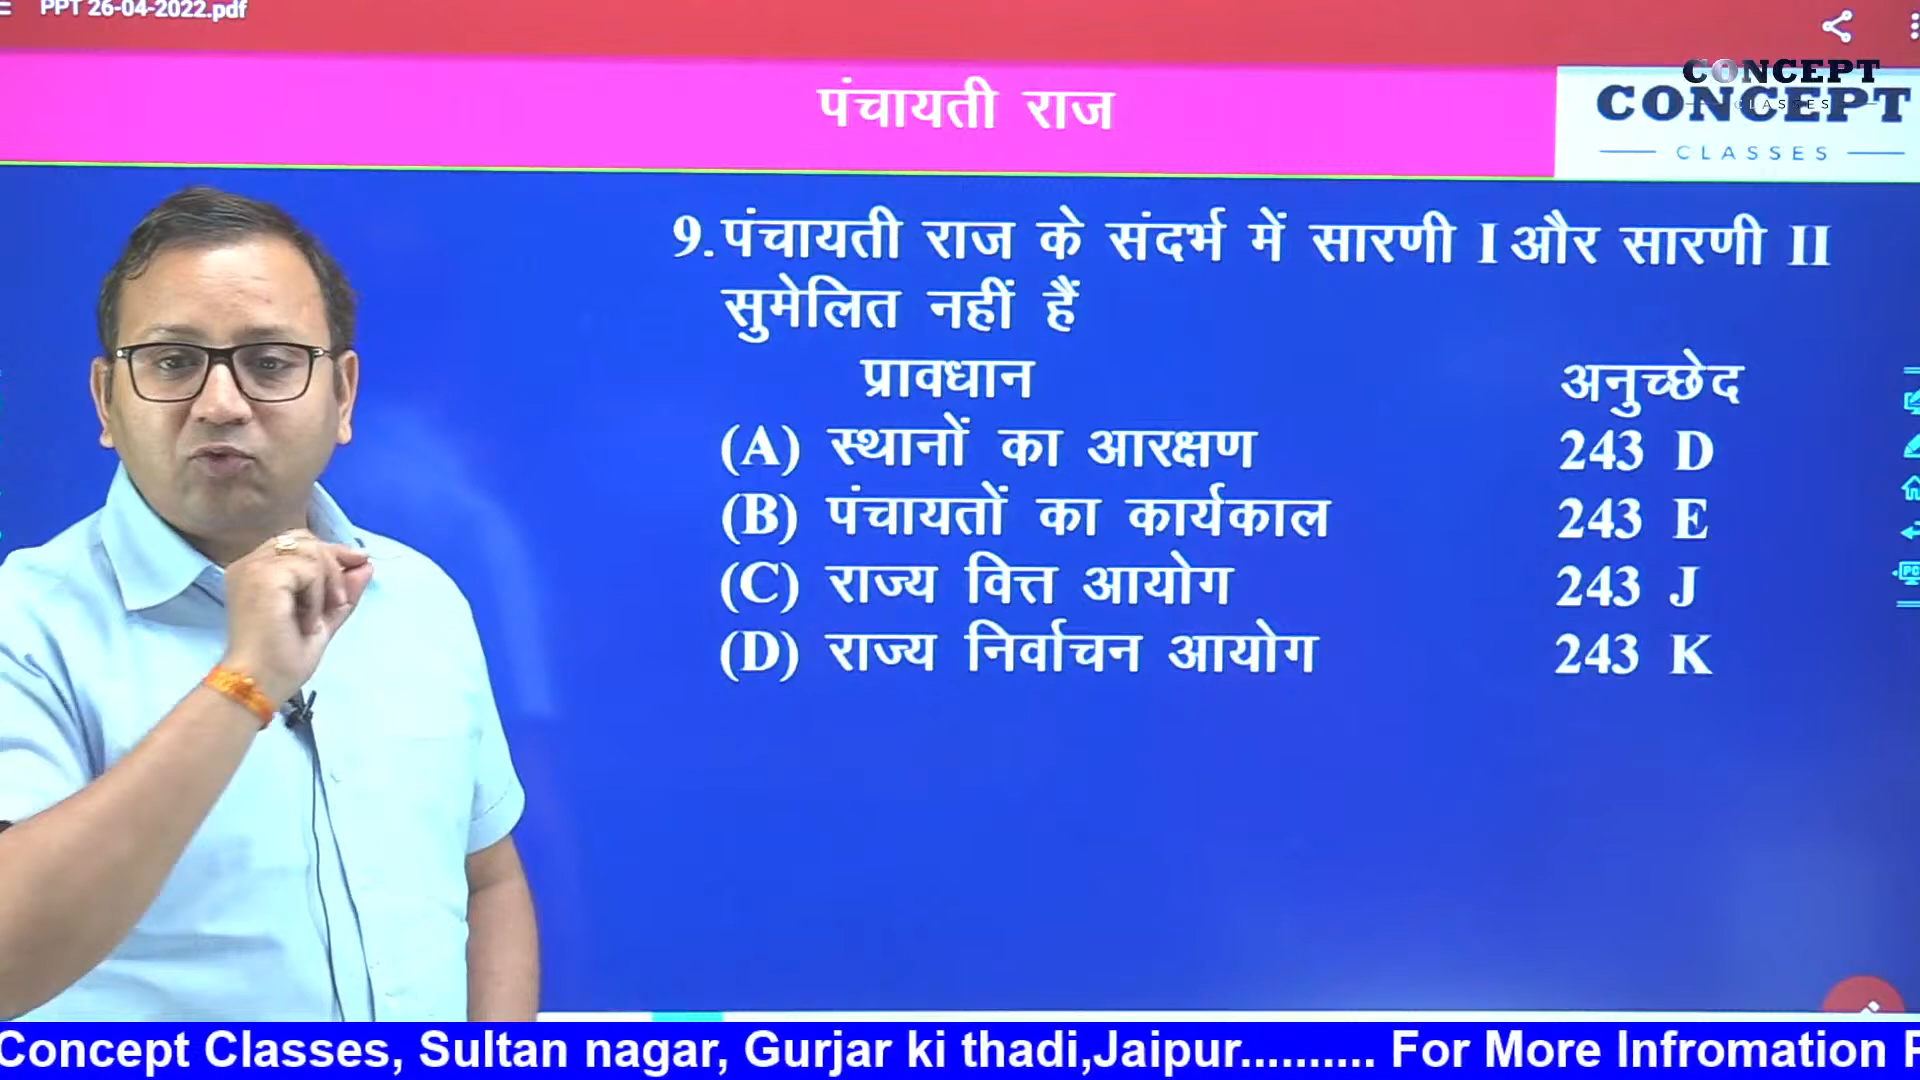 PPT 26-04-2022.pdf
पंचायती राज
CONCEPT
CLASSES
CONCEPT
CLASSES
9. पंचायती राज के संदर्भ में सारणी I और सारणी II
सुमेलित नहीं हैं
प्रावधान अनुच्छेद
(A) स्थानों का आरक्षण 243 D
(B) पंचायतों का कार्यकाल 243 E
(C) राज्य वित्त आयोग 243 J
(D) राज्य निर्वाचन आयोग 243 K
Concept Classes, Sultan nagar, Gurjar ki thadi,Jaipur.......... For More Infromation